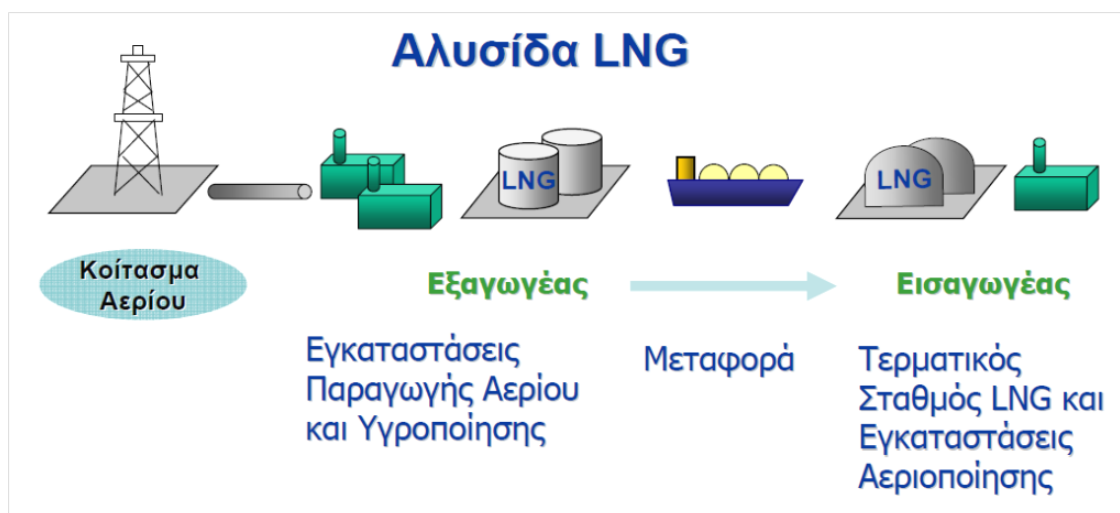 Αλυσίδα LNG
LNG
LNG
Κοίτασμα
Αερίου
Εξαγωγέας
Εισαγωγέας
Εγκαταστάσεις
Παραγωγής Αερίου
και Υγροποίησης
Μεταφορά
Τερματικός
Σταθμός LNG και
Εγκαταστάσεις
Αεριοποίησης